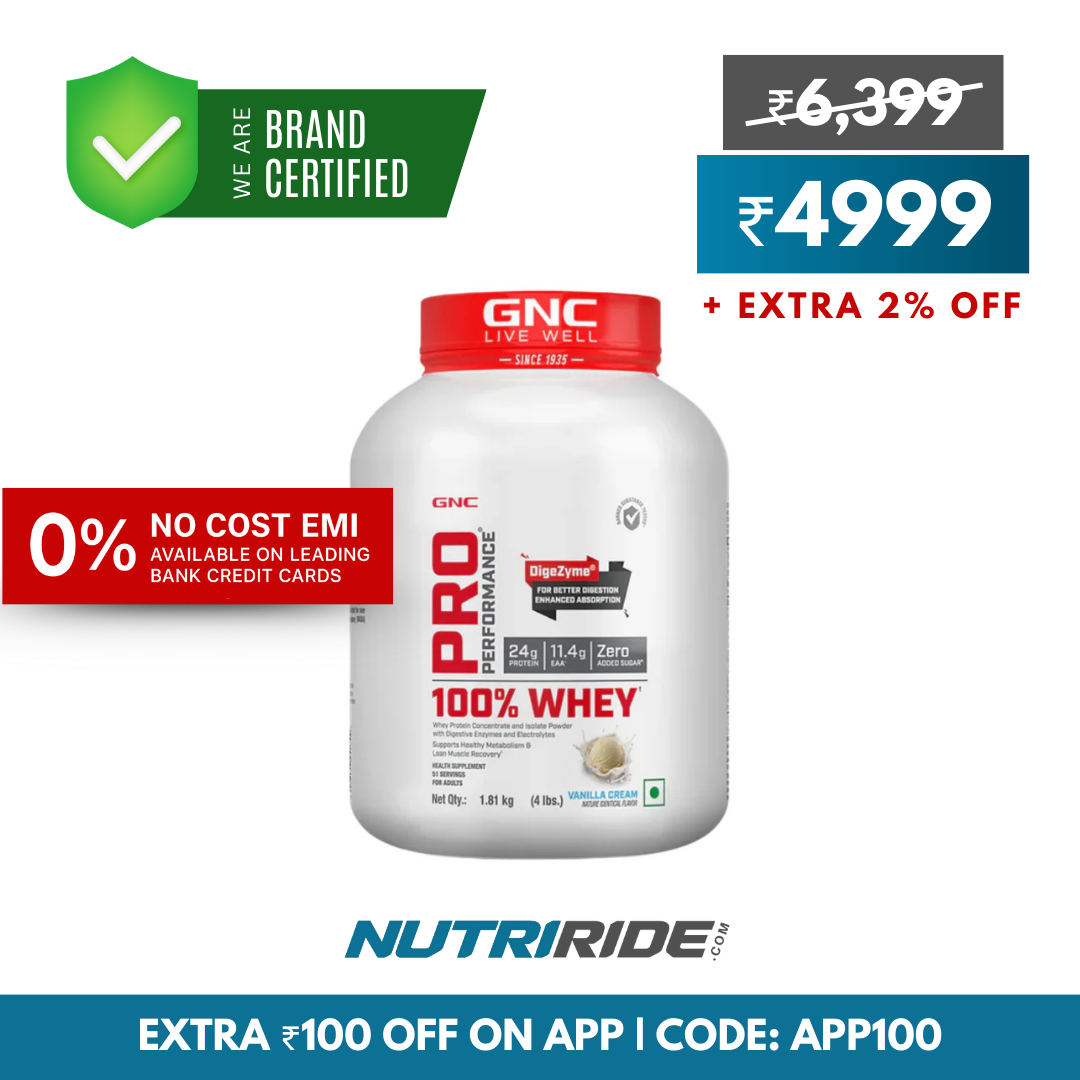 WE ARE
BRAND
CERTIFIED
₹6,399
₹4999
+ EXTRA 2% OFF
GNC
LIVE WELL
SINCE 1935
0%
NO COST EMI
AVAILABLE ON LEADING
BANK CREDIT CARDS
GNC
PRO
PERFORMANCE®
DigeZyme®
FOR BETTER DIGESTION
ENHANCED ABSORPTION
24g
PROTEIN
11.4g
EAA
Zero
ADDED SUGAR
100% WHEY
Whey Protein Concentrate and Isolate Powder
with Digestive Enzymes and Electrolytes
Supports Healthy Metabolism &
Lean Muscle Recovery
HEALTH SUPPLEMENT
51 SERVINGS
FOR ADULTS
Net Qty.: 1.81 kg (4 lbs.)
VANILLA CREAM
NATURE IDENTICAL FLAVOR
NUTRIRIDE.COM
EXTRA ₹100 OFF ON APP | CODE: APP100